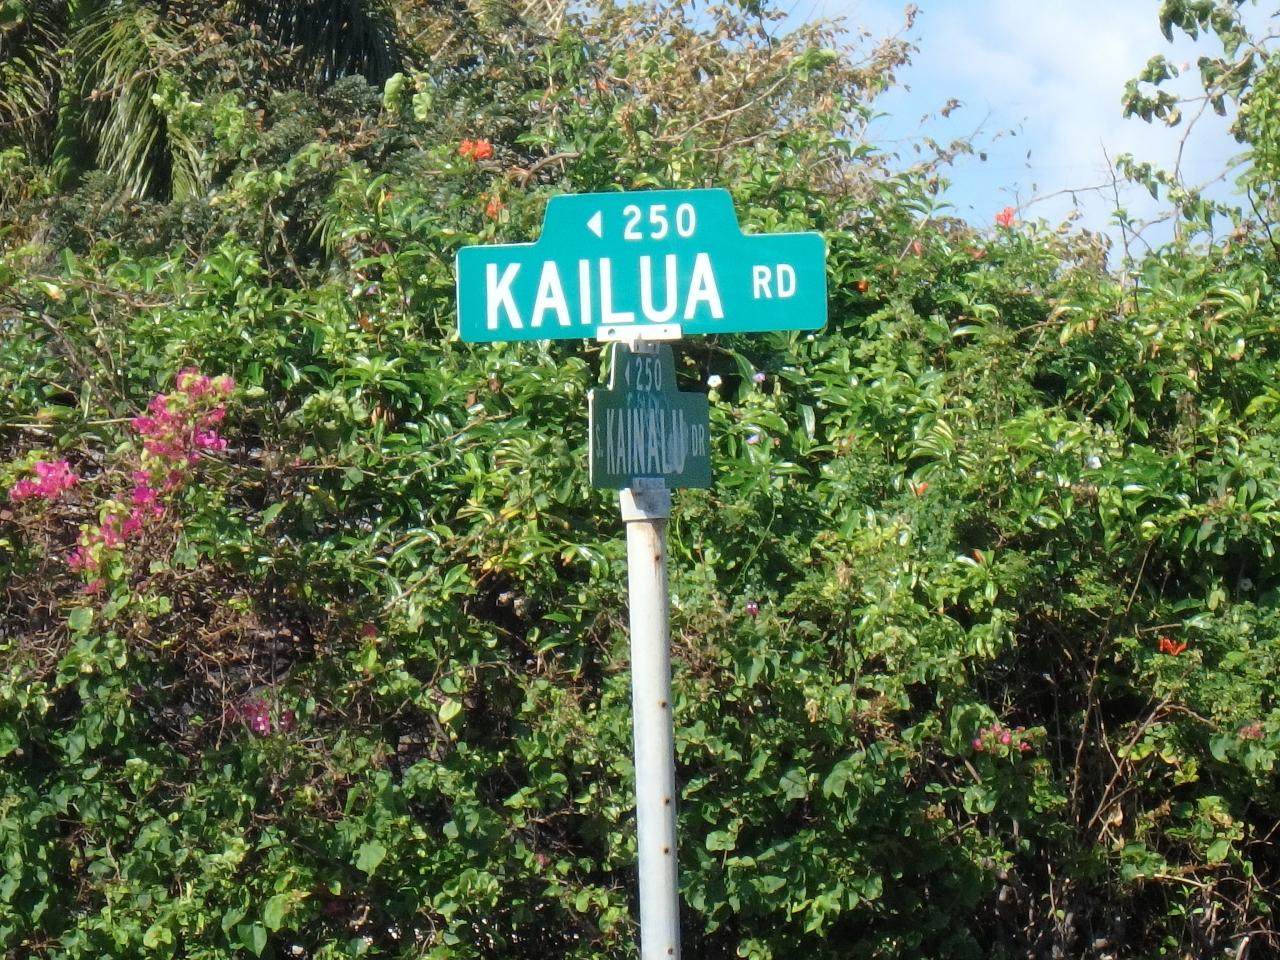 ◄ 250
KAILUA RD
◄ 250
S. KAINALU DR